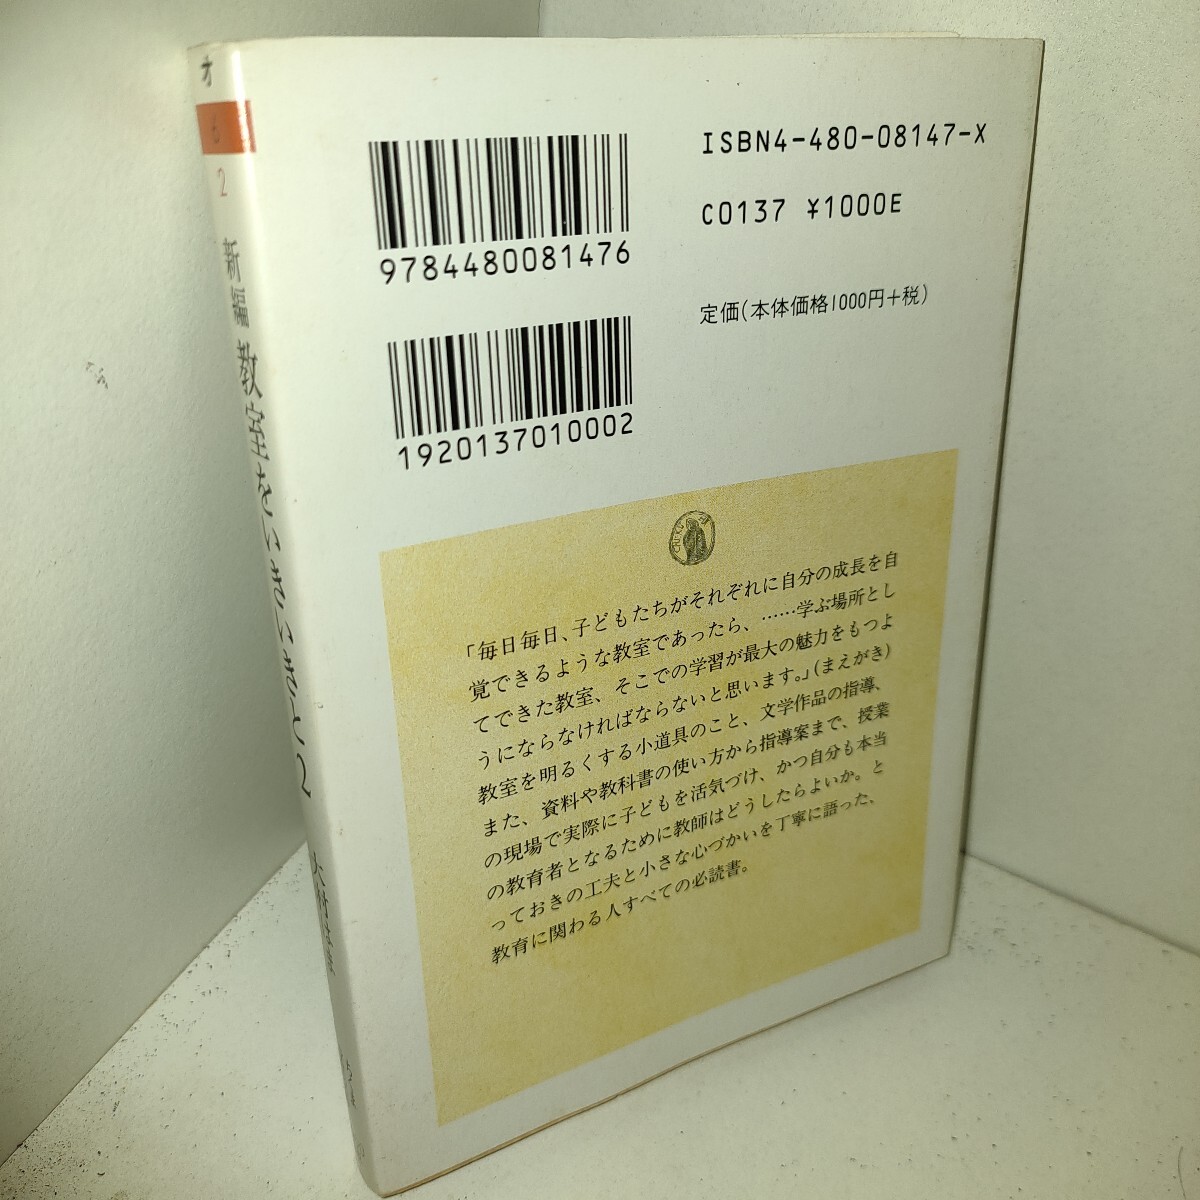 オ
6
2
新編 教室をいきいきと2
大村はま
ISBN4-480-08147-X
C0137 ¥1000E
定価(本体価格1000円+税)
9784480081476
1920137010002
「毎日毎日、子どもたちがそれぞれに自分の成長を自
覚できるような教室であったら、……学ぶ場所とし
てできた教室、そこでの学習が最大の魅力をもつよ
うにならなければならないと思います。」(まえがき)
教室を明るくする小道具のこと、文学作品の指導、
また、資料や教科書の使い方から指導案まで、授業
の現場で実際に子どもを活気づけ、かつ自分も本当
の教育者となるために教師はどうしたらよいか。と
っておきの工夫と小さな心づかいを丁寧に語った、
教育に関わる人すべての必読書。